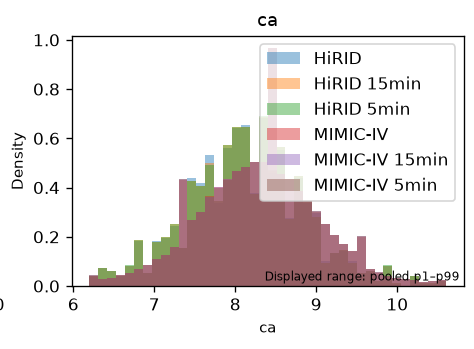 ca
1.0
0.8
0.6
0.4
0.2
0.0
Density
HiRID
HiRID 15min
HiRID 5min
MIMIC-IV
MIMIC-IV 15min
MIMIC-IV 5min
Displayed range: pooled p1–p99
0
6
7
8
9
10
ca